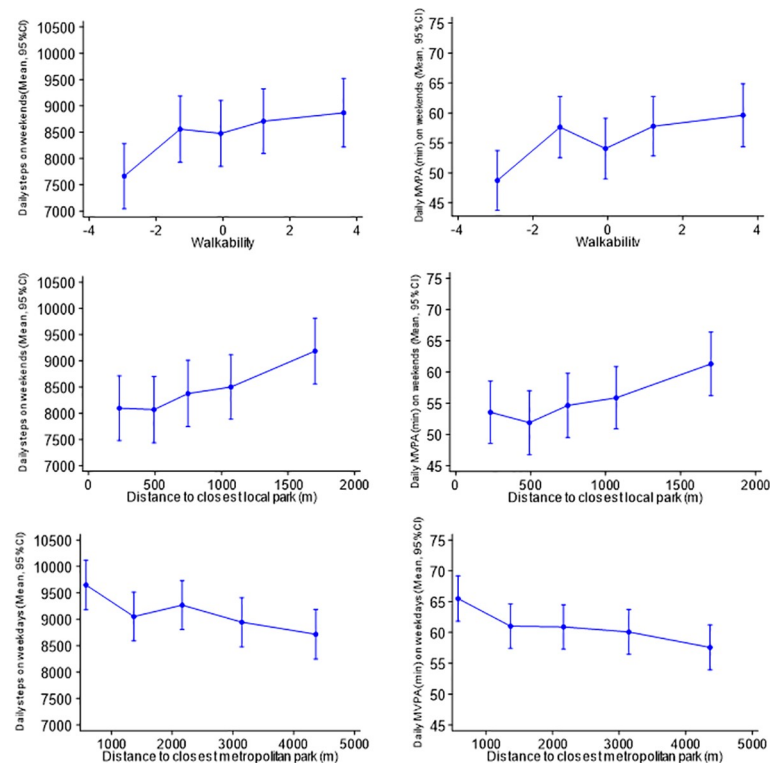 Daily steps on weekends (Mean, 95%CI)
10500
10000
9500
9000
8500
8000
7500
7000
-4 -2 0 2 4
Walkability
Daily MVPA (min) on weekends (Mean, 95%CI)
75
70
65
60
55
50
45
-4 -2 0 2 4
Walkability
Daily steps on weekends (Mean, 95%CI)
10500
10000
9500
9000
8500
8000
7500
7000
0 500 1000 1500 2000
Distance to closest local park (m)
Daily MVPA (min) on weekends (Mean, 95%CI)
75
70
65
60
55
50
45
0 500 1000 1500 2000
Distance to closest local park (m)
Daily steps on weekdays (Mean, 95%CI)
10500
10000
9500
9000
8500
8000
7500
7000
1000 2000 3000 4000 5000
Distance to closest metropolitan park (m)
Daily MVPA (min) on weekdays (Mean, 95%CI)
75
70
65
60
55
50
45
1000 2000 3000 4000 5000
Distance to closest metropolitan park (m)